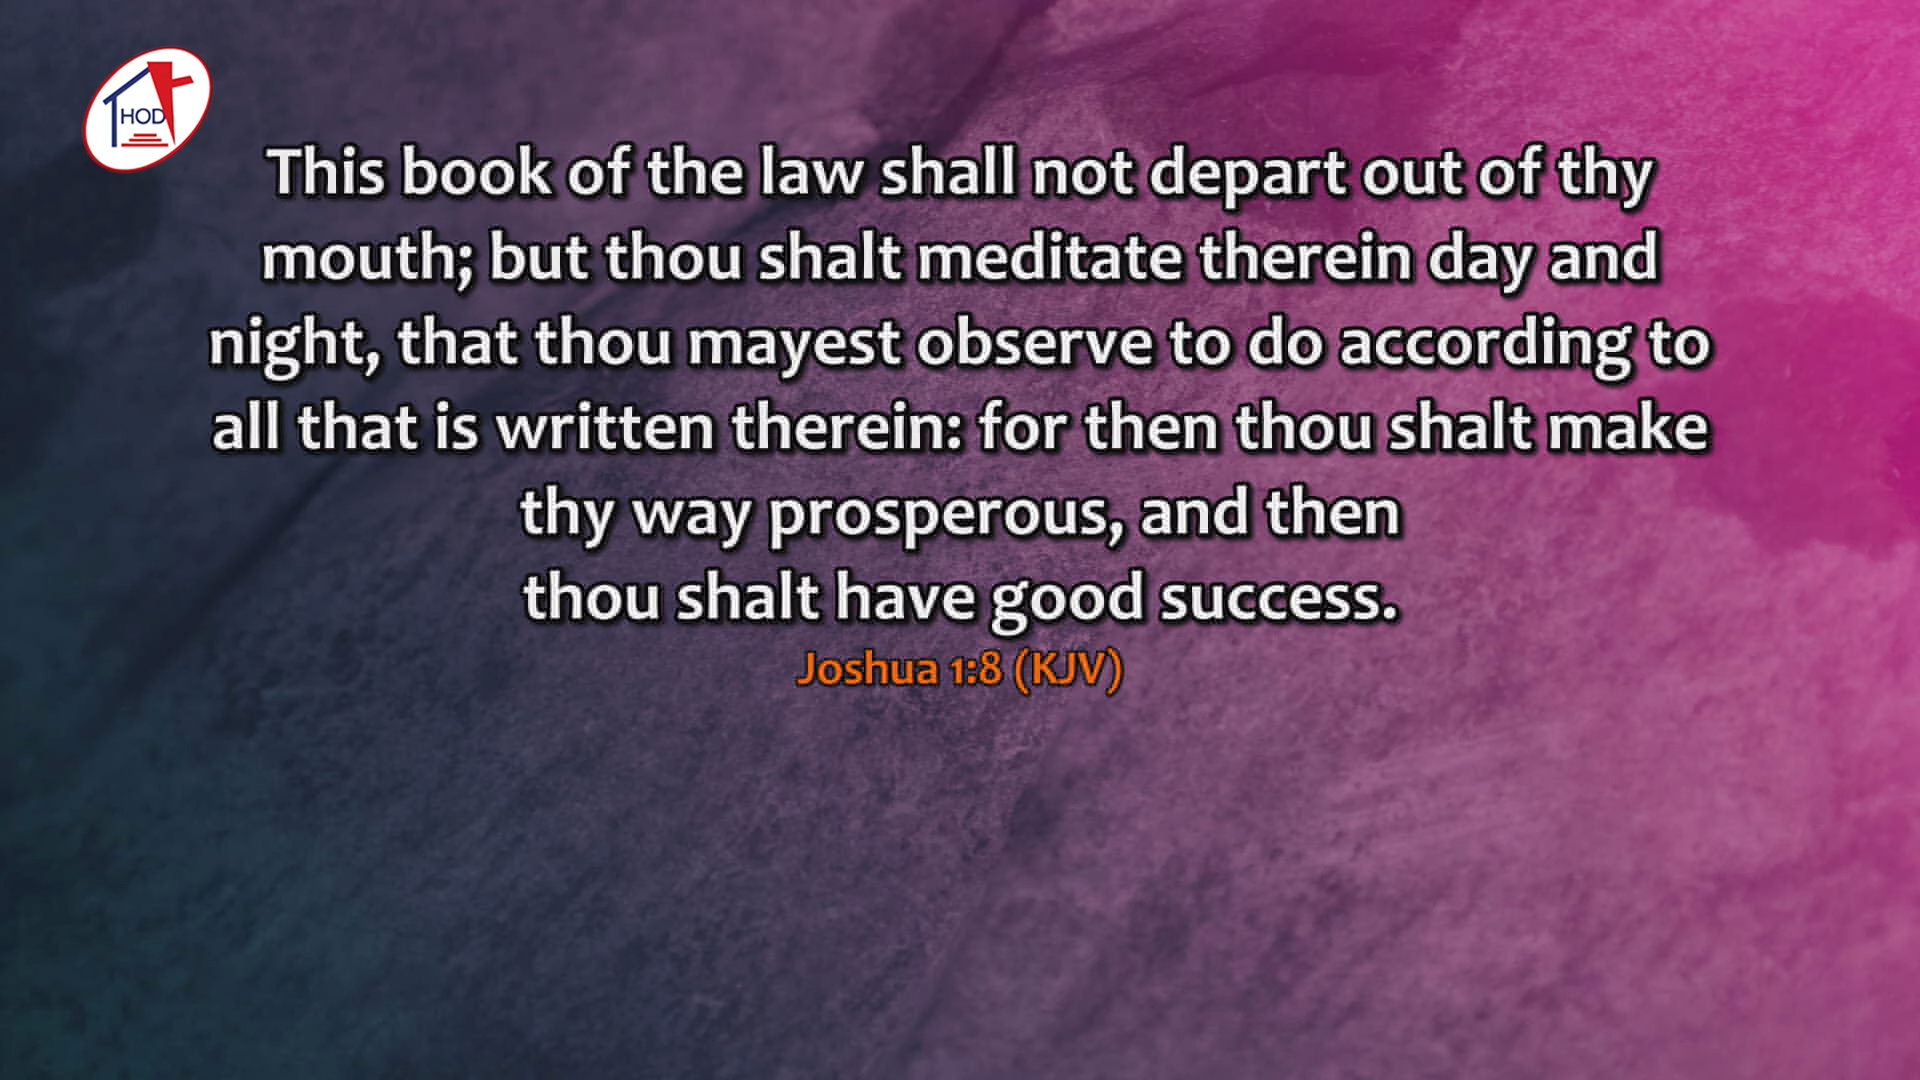 HOD
This book of the law shall not depart out of thy
mouth; but thou shalt meditate therein day and
night, that thou mayest observe to do according to
all that is written therein: for then thou shalt make
thy way prosperous, and then
thou shalt have good success.
Joshua 1:8 (KJV)